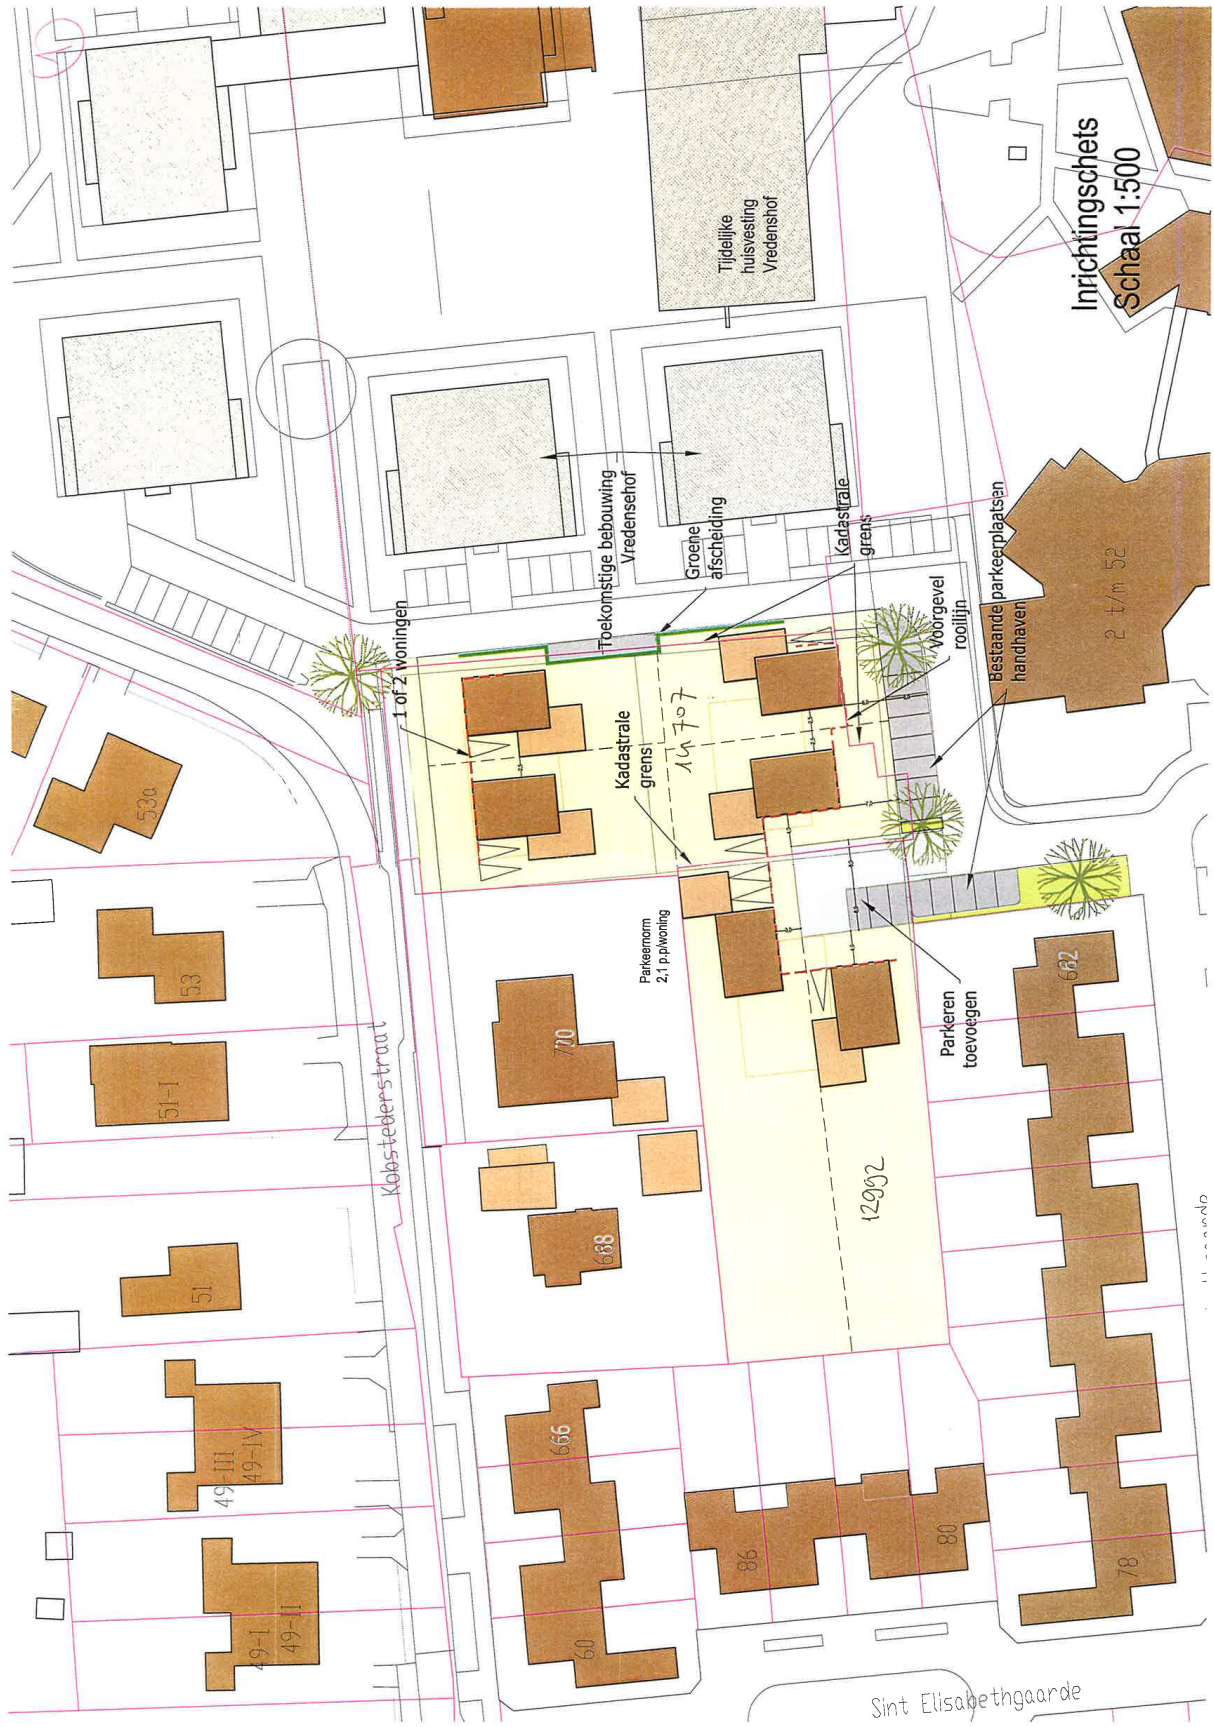 Inrichtingschets
Schaal 1:500
Tijdelijke
huisvesting
Vredenshof
Toekomstige bebouwing
Vredensehof
Groene
afscheiding
Kadastrale
grens
Bestaande parkeerplaatsen
handhaven
Voorgevel
rooilijn
1 of 2 woningen
Kadastrale
grens
14707
Parkeernorm
2,1 p.p/woning
Parkeren
toevoegen
12992
2 t/m 52
53a
53
51-I
51
49-III
49-IV
49-I
49-II
Kobstederstraat
700
688
666
60
86
80
78
682
Sint Elisabethgaarde